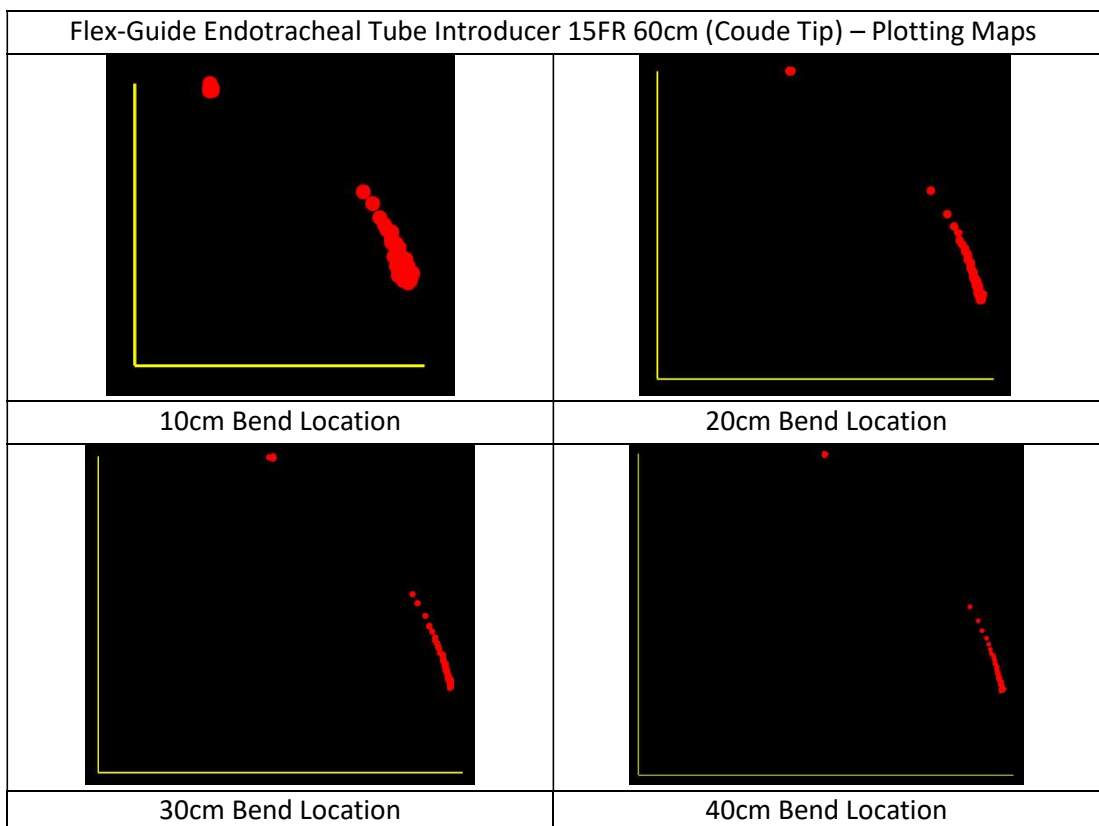 Flex-Guide Endotracheal Tube Introducer 15FR 60cm (Coude Tip) – Plotting Maps
10cm Bend Location
20cm Bend Location
30cm Bend Location
40cm Bend Location